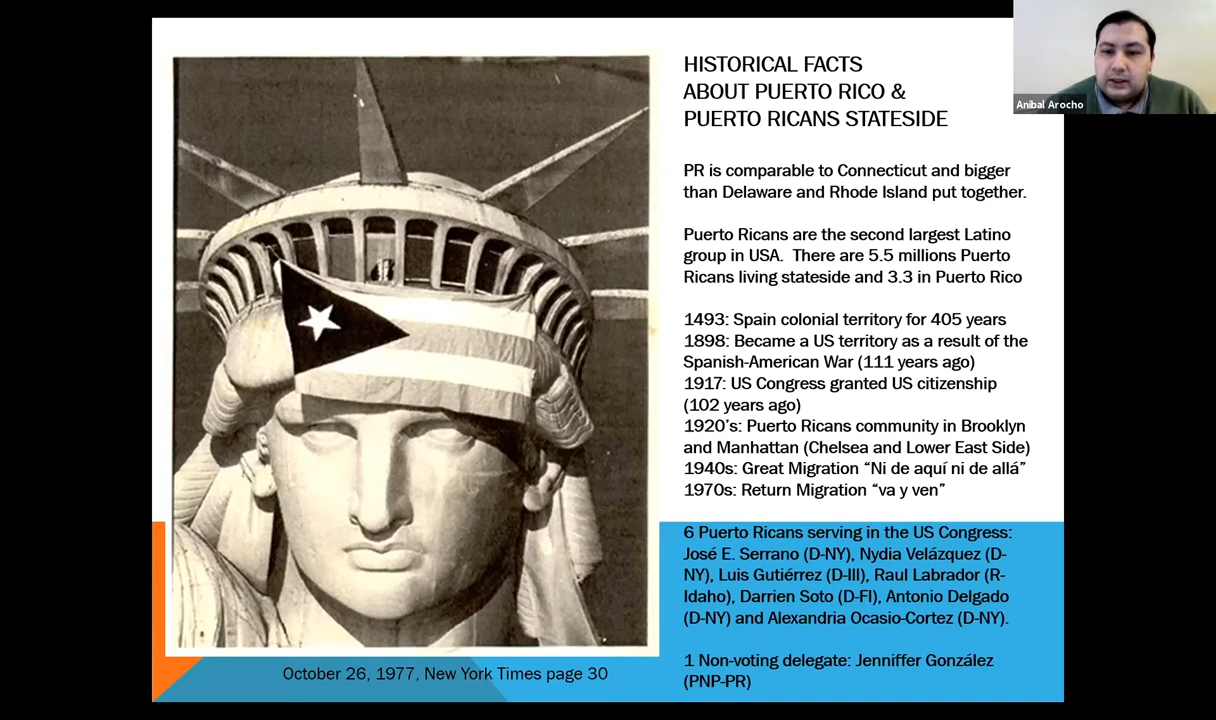 HISTORICAL FACTS
ABOUT PUERTO RICO &
PUERTO RICANS STATESIDE
Anibal Arocho
PR is comparable to Connecticut and bigger
than Delaware and Rhode Island put together.
Puerto Ricans are the second largest Latino
group in USA.  There are 5.5 millions Puerto
Ricans living stateside and 3.3 in Puerto Rico
1493: Spain colonial territory for 405 years
1898: Became a US territory as a result of the
Spanish-American War (111 years ago)
1917: US Congress granted US citizenship
(102 years ago)
1920’s: Puerto Ricans community in Brooklyn
and Manhattan (Chelsea and Lower East Side)
1940s: Great Migration “Ni de aquí ni de allá”
1970s: Return Migration “va y ven”
6 Puerto Ricans serving in the US Congress:
José E. Serrano (D-NY), Nydia Velázquez (D-
NY), Luis Gutiérrez (D-Ill), Raul Labrador (R-
Idaho), Darrien Soto (D-Fl), Antonio Delgado
(D-NY) and Alexandria Ocasio-Cortez (D-NY).
1 Non-voting delegate: Jenniffer González
(PNP-PR)
October 26, 1977, New York Times page 30